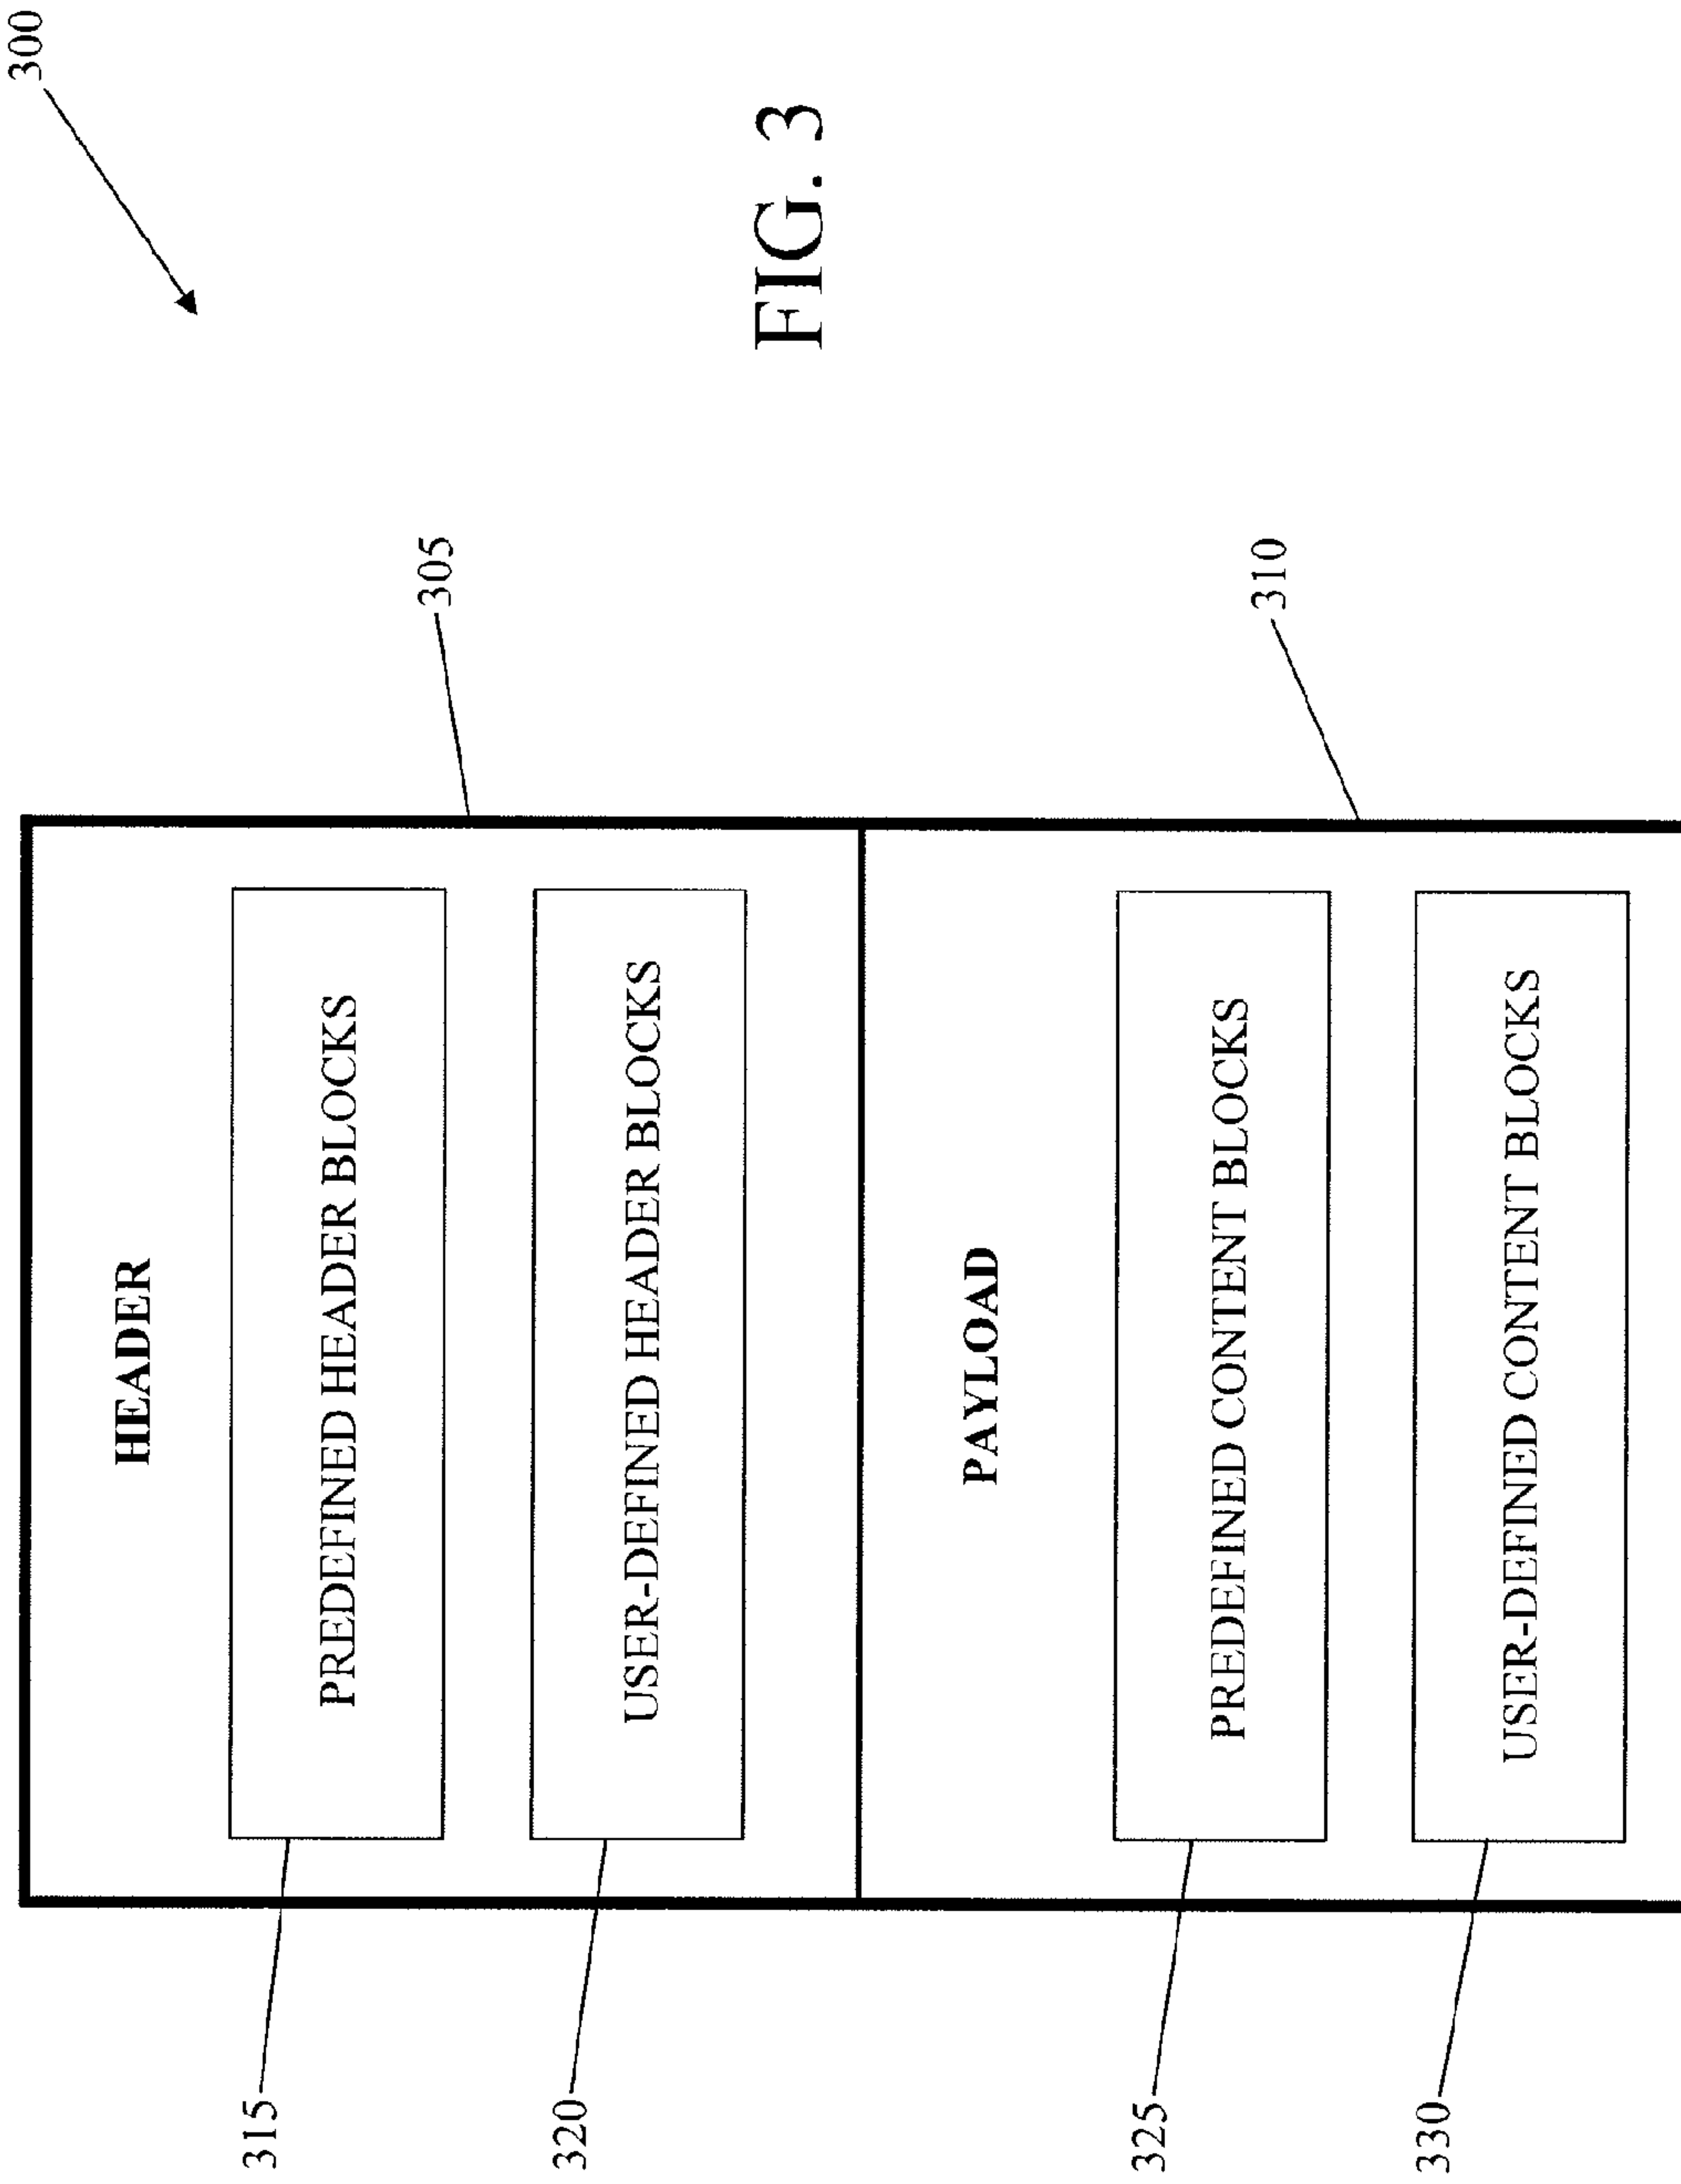 300
HEADER
PREDEFINED HEADER BLOCKS
315
305
USER-DEFINED HEADER BLOCKS
320
FIG. 3
PAYLOAD
PREDEFINED CONTENT BLOCKS
325
310
USER-DEFINED CONTENT BLOCKS
330